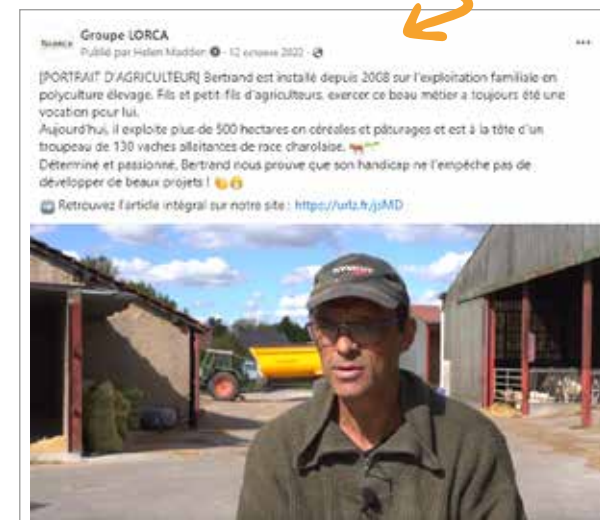 Groupe LORCA
Publié par Helen Madden · 12 octobre 2022 ·
[PORTRAIT D'AGRICULTEUR] Bertrand est installé depuis 2008 sur l'exploitation familiale en
polyculture élevage. Fils et petit-fils d'agriculteurs, exercer ce beau métier a toujours été une
vocation pour lui.
Aujourd'hui, il exploite plus de 500 hectares en céréales et pâturages et est à la tête d'un
troupeau de 130 vaches allaitantes de race charolaise.
Déterminé et passionné, Bertrand nous prouve que son handicap ne l'empêche pas de
développer de beaux projets !
Retrouvez l'article intégral sur notre site : https://urlz.fr/jsMD